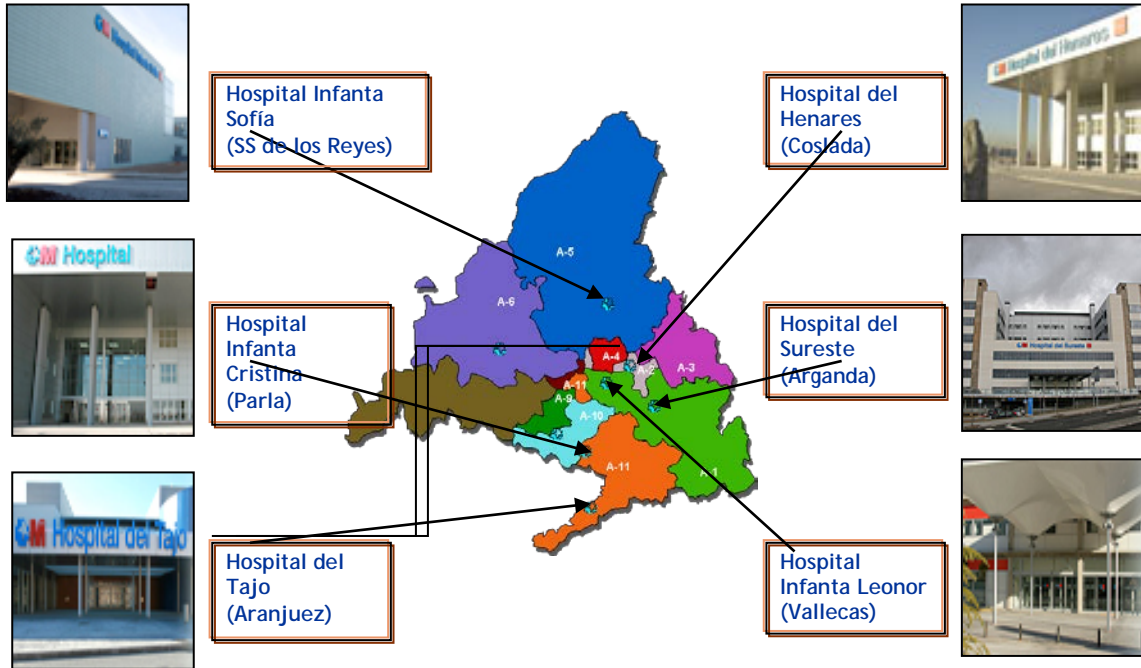 Hospital Infanta
Sofía
(SS de los Reyes)
Hospital del
Henares
(Coslada)
Hospital del Henares
M Hospital
Hospital
Infanta
Cristina
(Parla)
Hospital del
Sureste
(Arganda)
Hospital del Sureste
M Hospital del Tajo
Hospital del
Tajo
(Aranjuez)
Hospital
Infanta Leonor
(Vallecas)
A-5
A-6
A-4
A-2
A-3
A-11
A-9
A-10
A-11
A-1